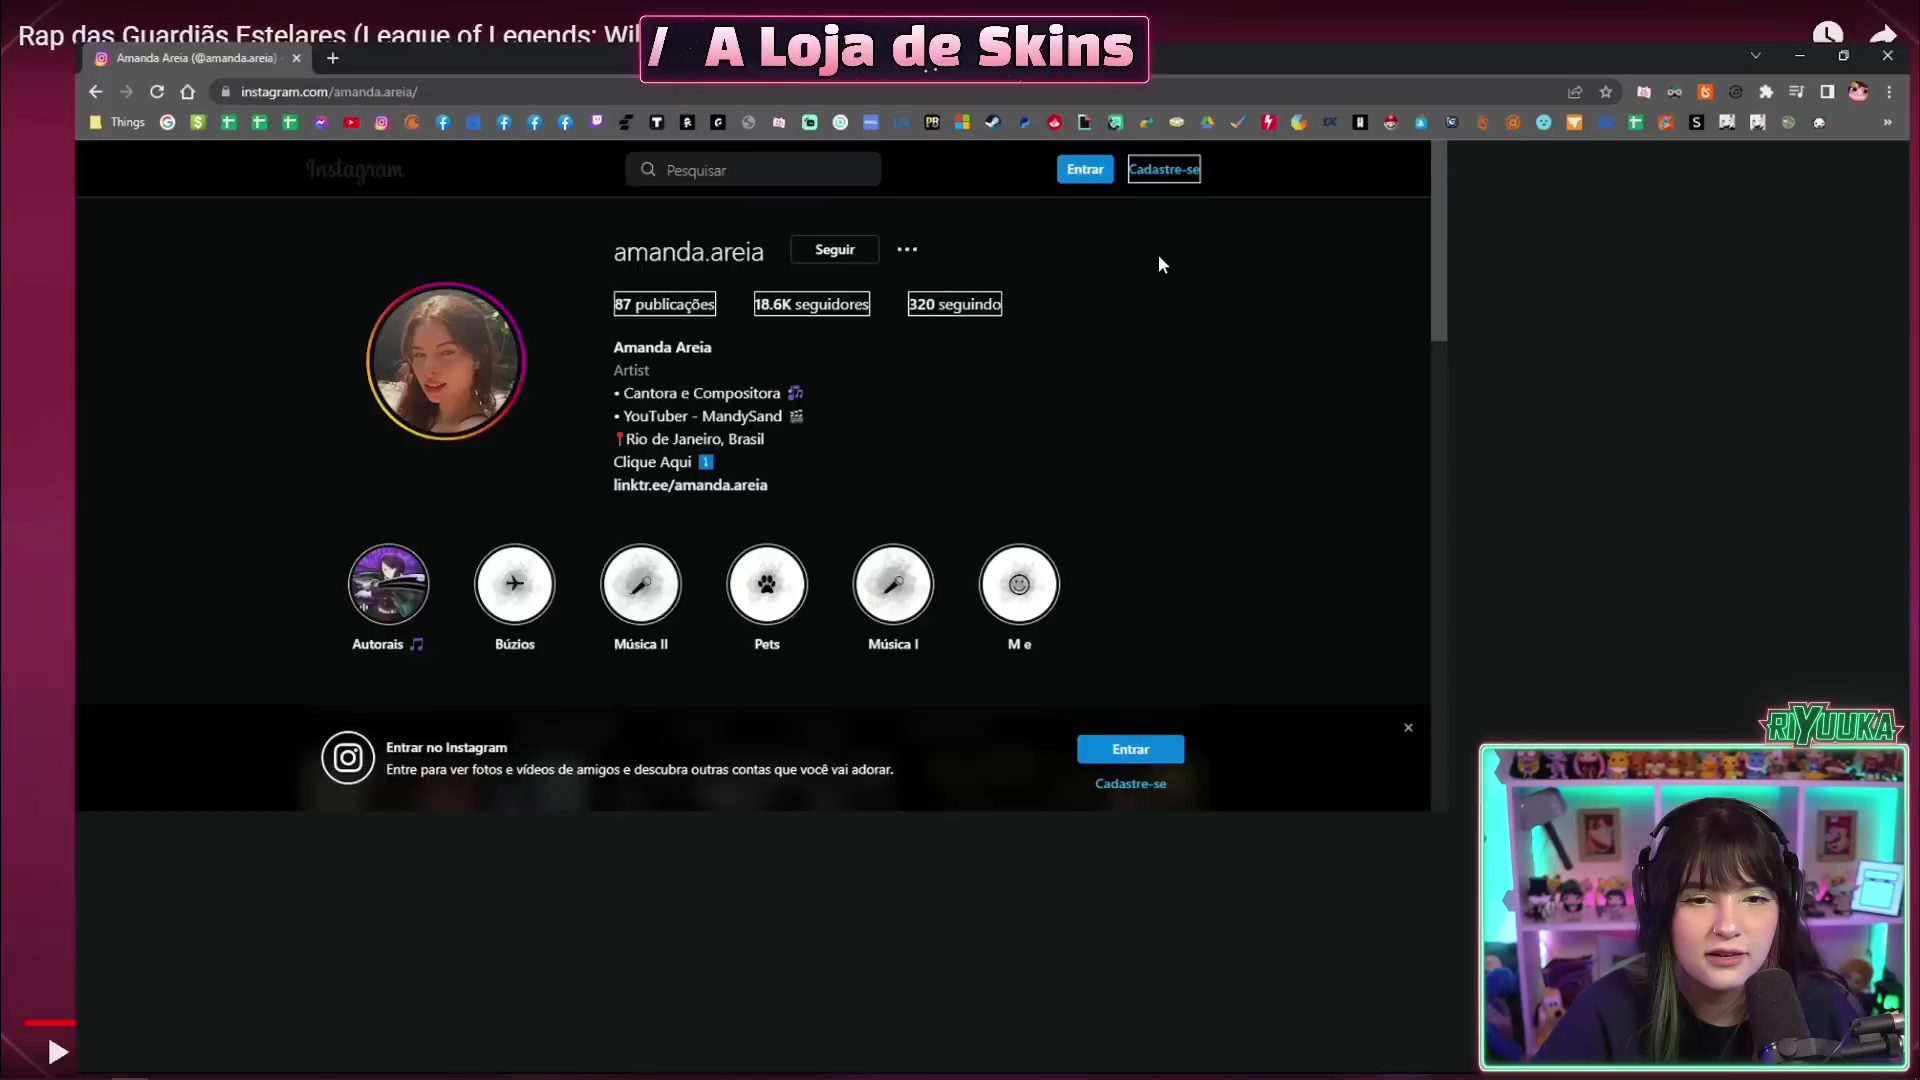 Rap das Guardiãs Estelares (League of Legends: Wil
/ A Loja de Skins
Amanda Areia (@amanda.areia)
instagram.com/amanda.areia/
Things
Instagram
Pesquisar
Entrar
Cadastre-se
amanda.areia
Seguir
87 publicações
18.6K seguidores
320 seguindo
Amanda Areia
Artist
• Cantora e Compositora
• YouTuber - MandySand
Rio de Janeiro, Brasil
Clique Aqui
linktr.ee/amanda.areia
Autorais
Búzios
Música II
Pets
Música I
M e
Entrar no Instagram
Entre para ver fotos e vídeos de amigos e descubra outras contas que você vai adorar.
Entrar
Cadastre-se
RIYUUKA